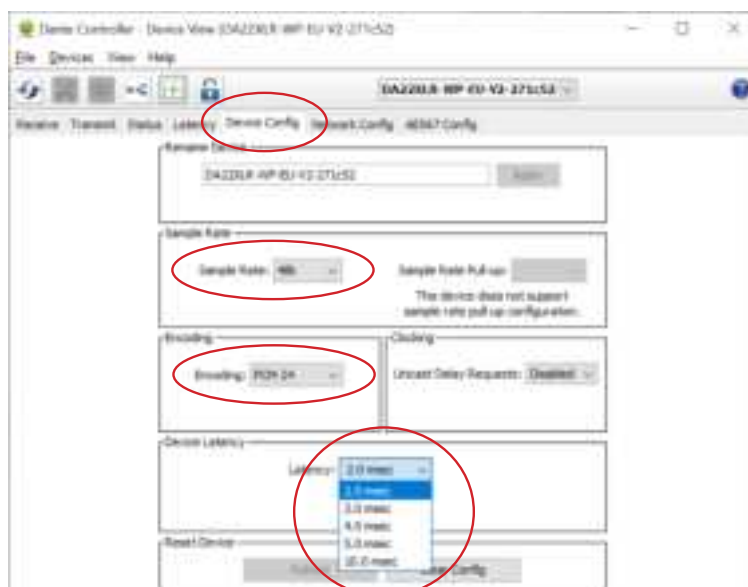 Dante Controller - Device View (DA22XLR-WP-EU-V2-271c52)
File Devices View Help
DA22XLR-WP-EU-V2-271c52
Receive Transmit Status Latency Device Config Network Config AES67 Config
Rename Device
DA22XLR-WP-EU-V2-271c52 Apply
Sample Rate
Sample Rate: 48k Sample Rate Pull-up:
This device does not support
sample rate pull-up configuration.
Encoding Clocking
Encoding: PCM 24 Unicast Delay Requests: Disabled
Device Latency
Latency: 2.0 msec
2.0 msec
3.0 msec
4.0 msec
5.0 msec
10.0 msec
Reset Device
Config